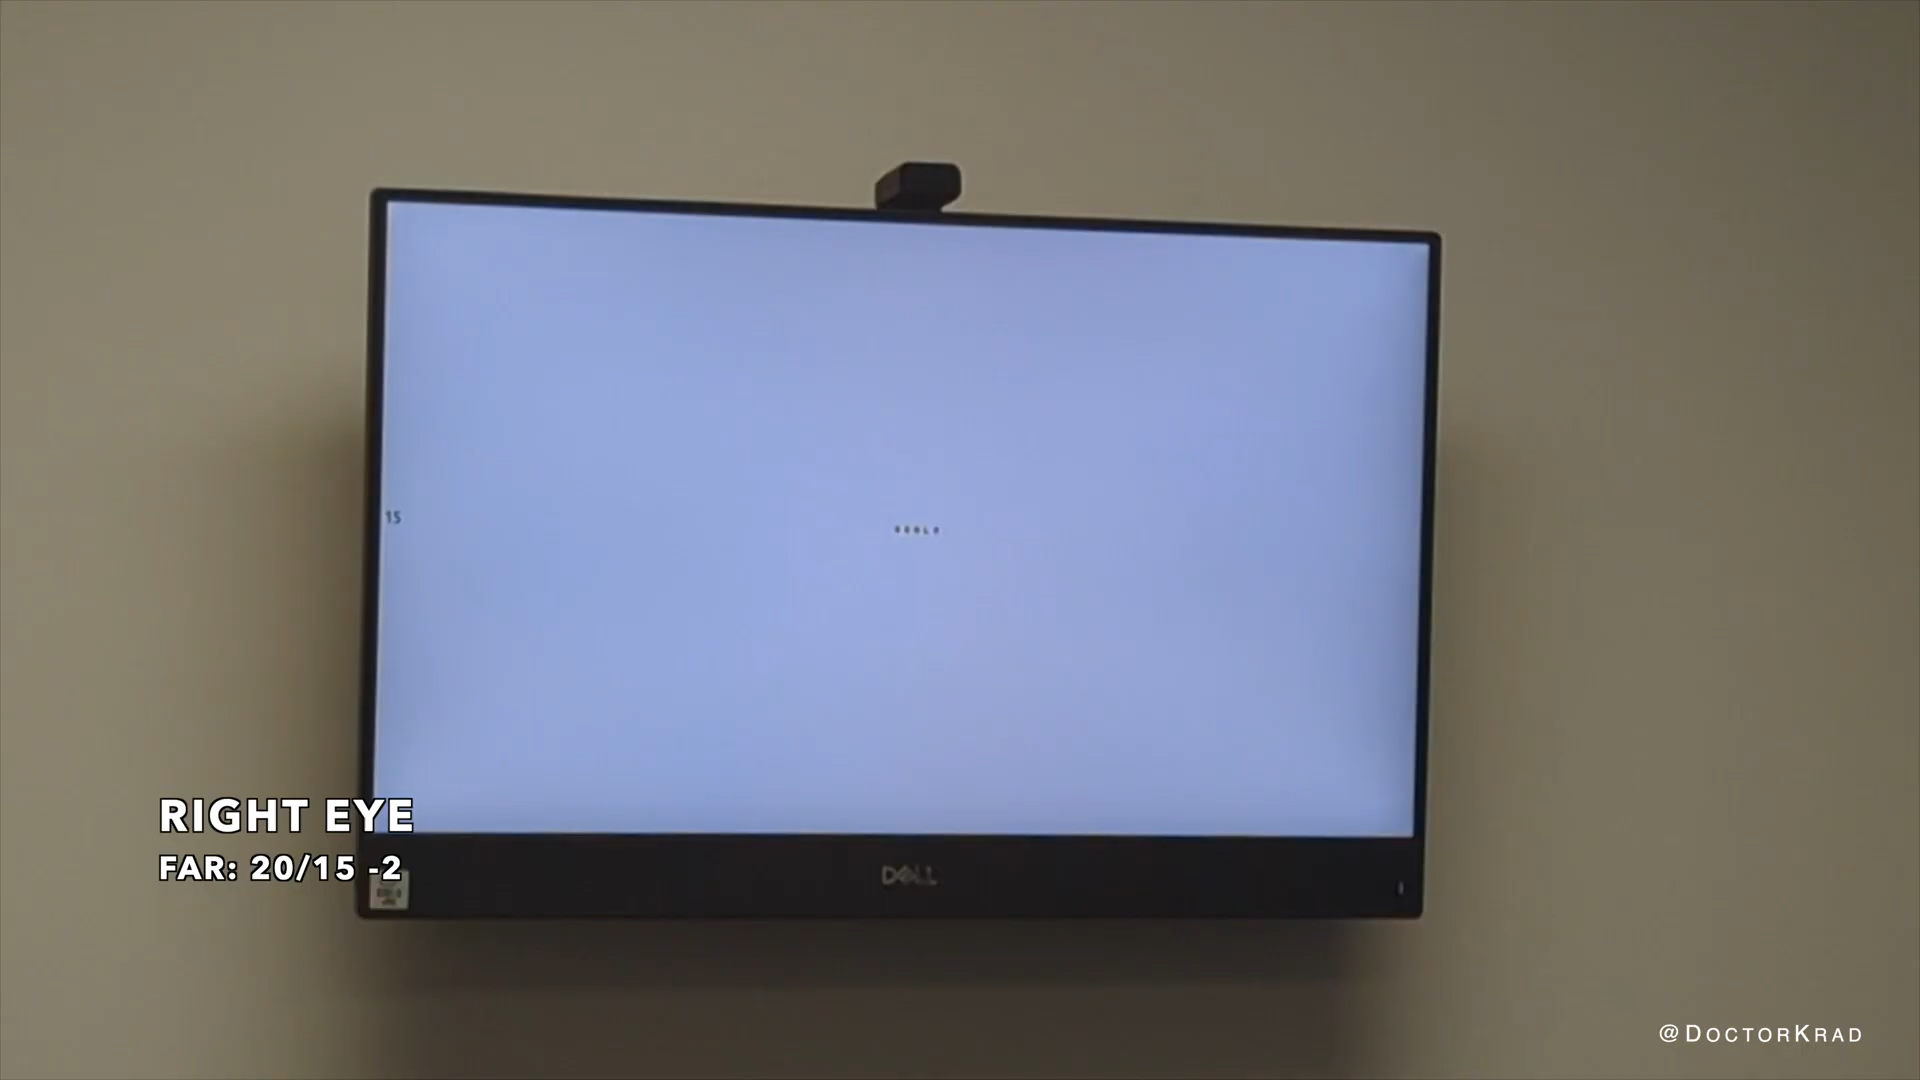 15
DELL
RIGHT EYE
FAR: 20/15 -2
@DOCTORKRAD